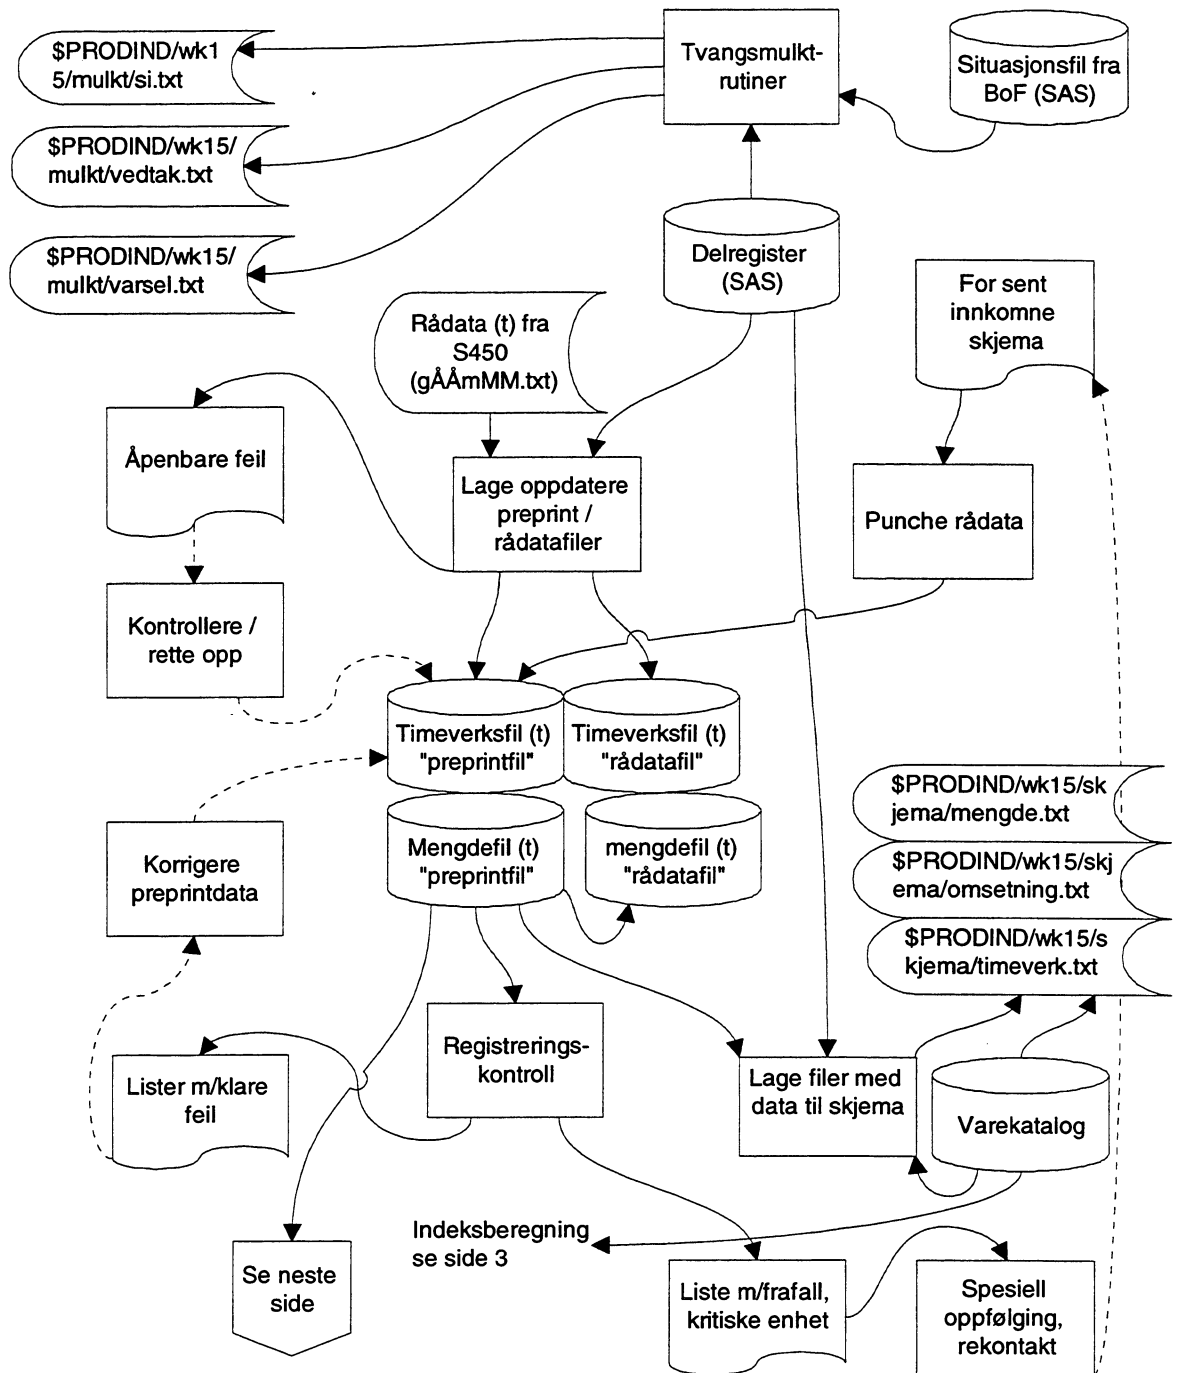 $PRODIND/wk1
5/mulkt/si.txt
Tvangsmulkt-
rutiner
Situasjonsfil fra
BoF (SAS)
$PRODIND/wk15/
mulkt/vedtak.txt
$PRODIND/wk15/
mulkt/varsel.txt
Delregister
(SAS)
For sent
innkomne
skjema
Rådata (t) fra
S450
(gÅÅmMM.txt)
Åpenbare feil
Lage oppdatere
preprint /
rådatafiler
Punche rådata
Kontrollere /
rette opp
Timeverksfil (t)
"preprintfil"
Timeverksfil (t)
"rådatafil"
$PRODIND/wk15/sk
jema/mengde.txt
Korrigere
preprintdata
Mengdefil (t)
"preprintfil"
mengdefil (t)
"rådatafil"
$PRODIND/wk15/skj
ema/omsetning.txt
$PRODIND/wk15/s
kjema/timeverk.txt
Registrerings-
kontroll
Lister m/klare
feil
Lage filer med
data til skjema
Varekatalog
Indeksberegning
se side 3
Se neste
side
Liste m/frafall,
kritiske enhet
Spesiell
oppfølging,
rekontakt